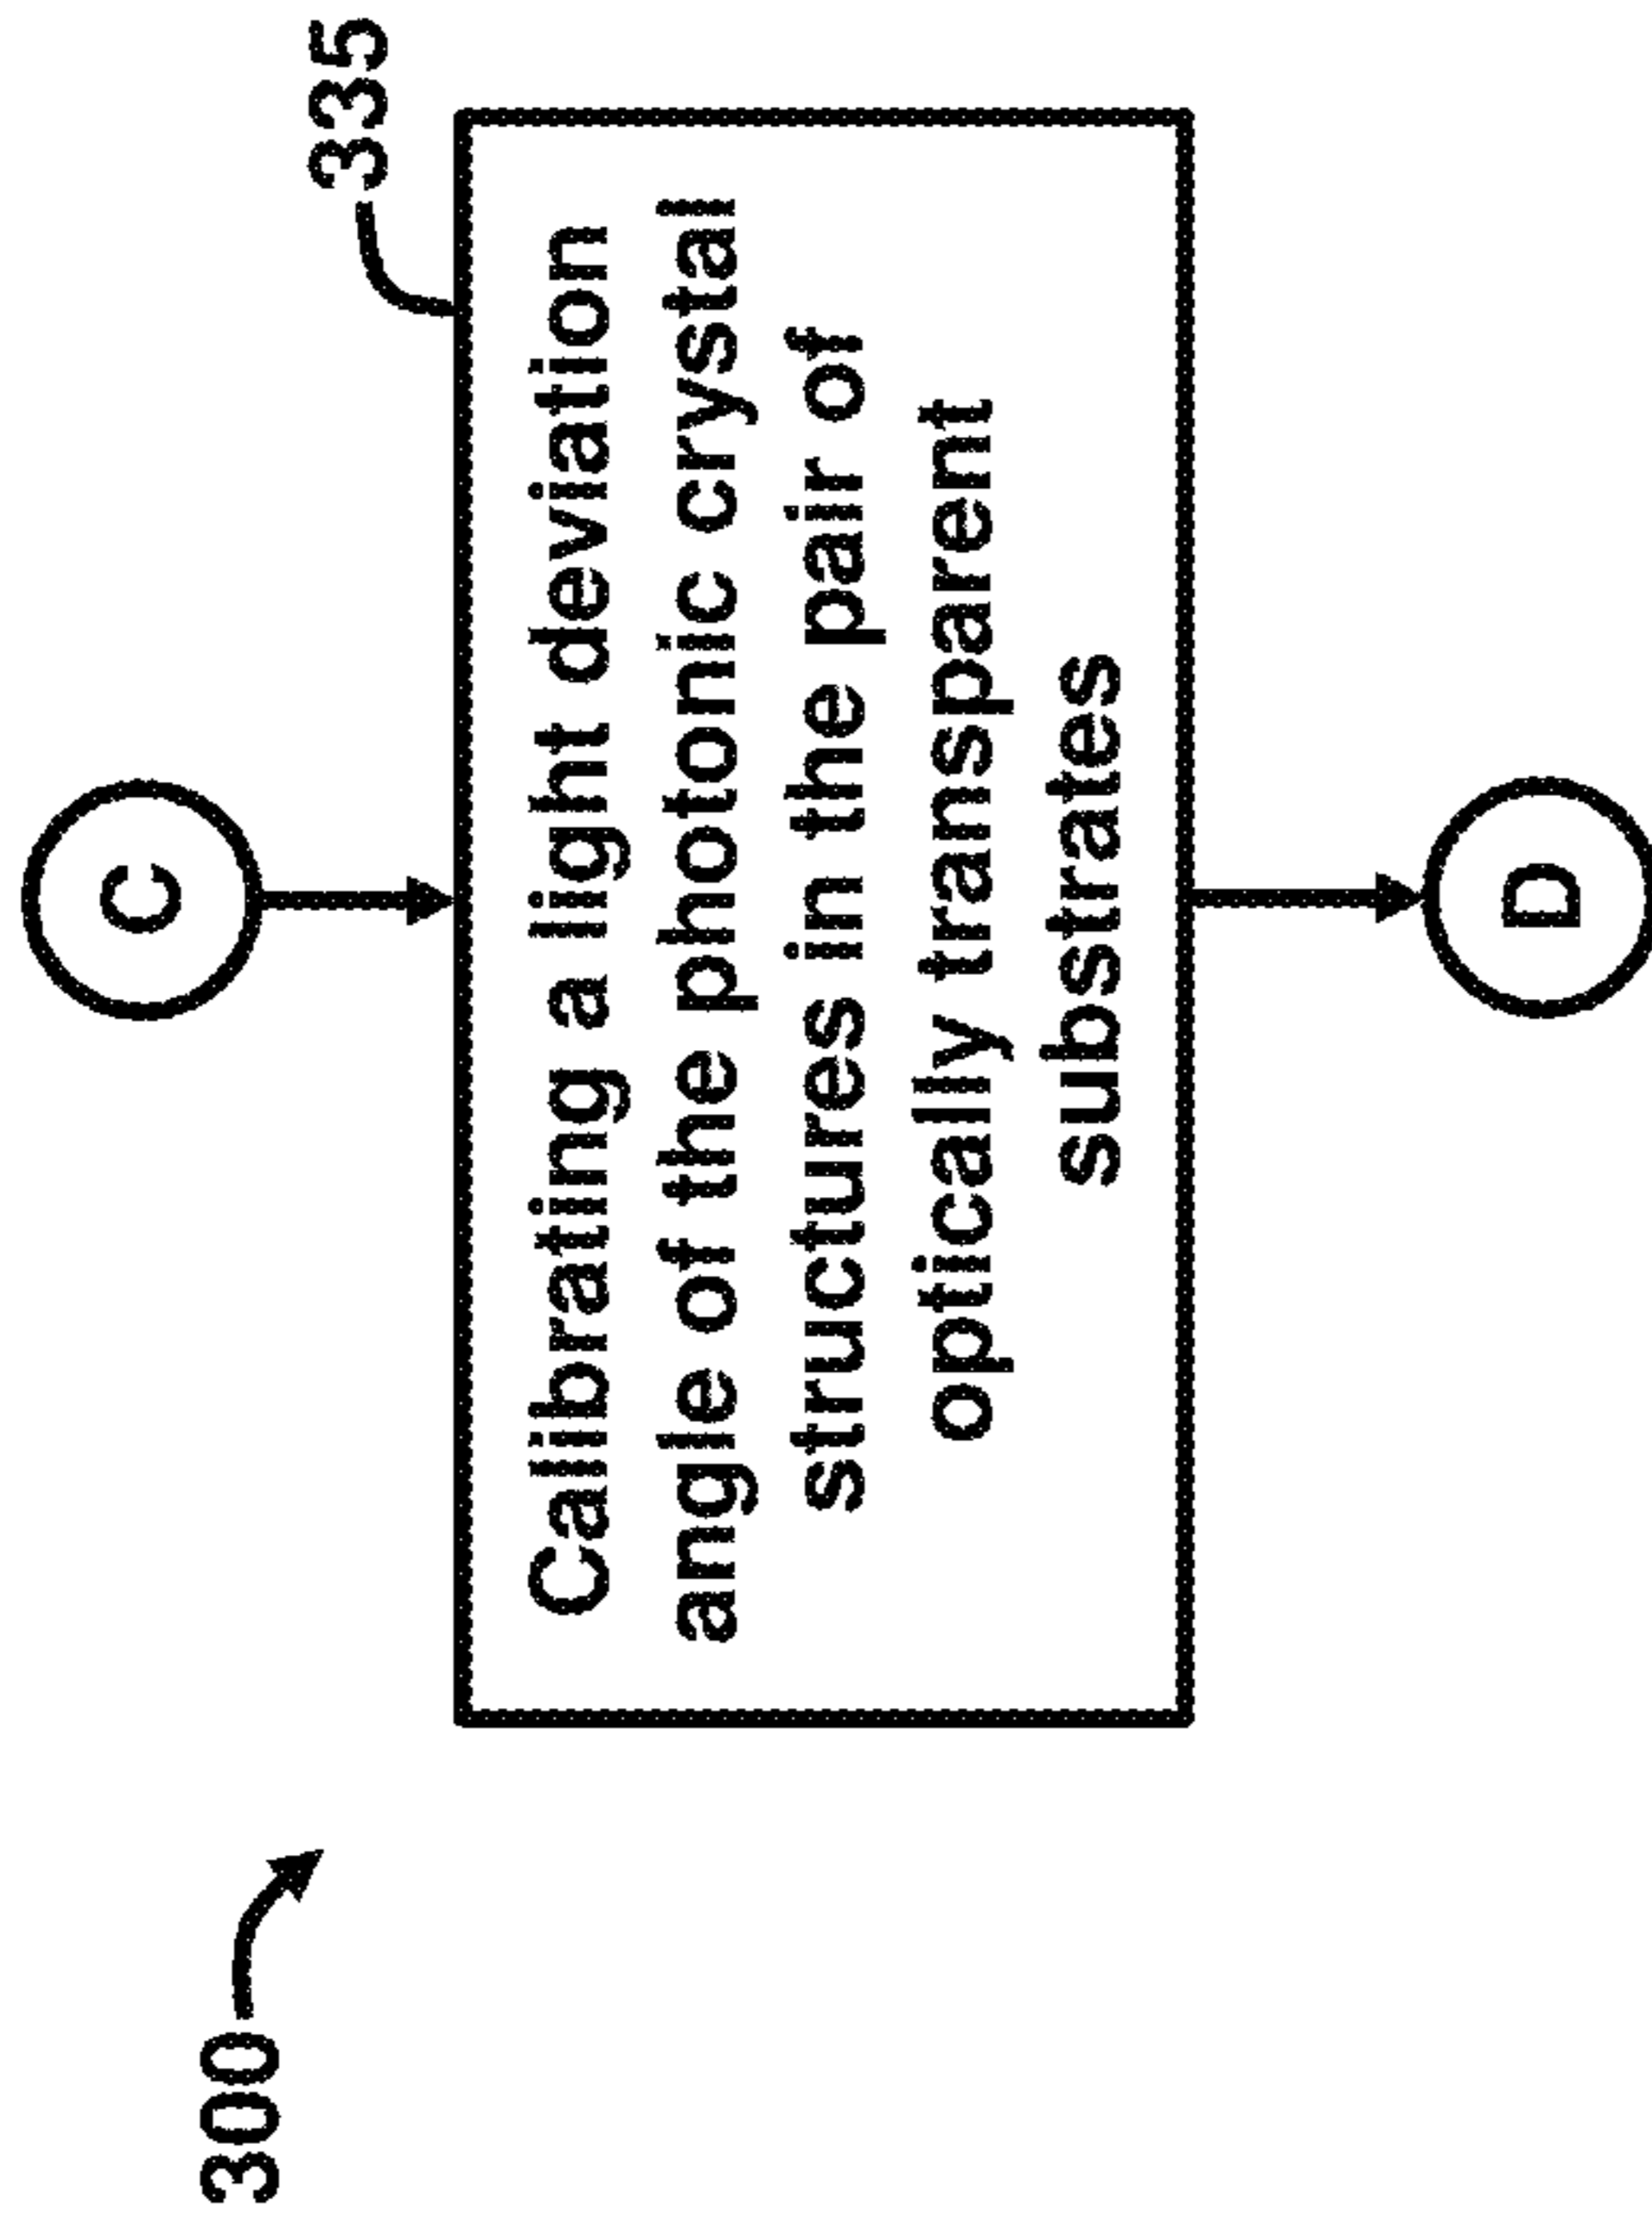 300
C
335
Calibrating a light deviation
angle of the photonic crystal
structures in the pair of
optically transparent
substrates
D